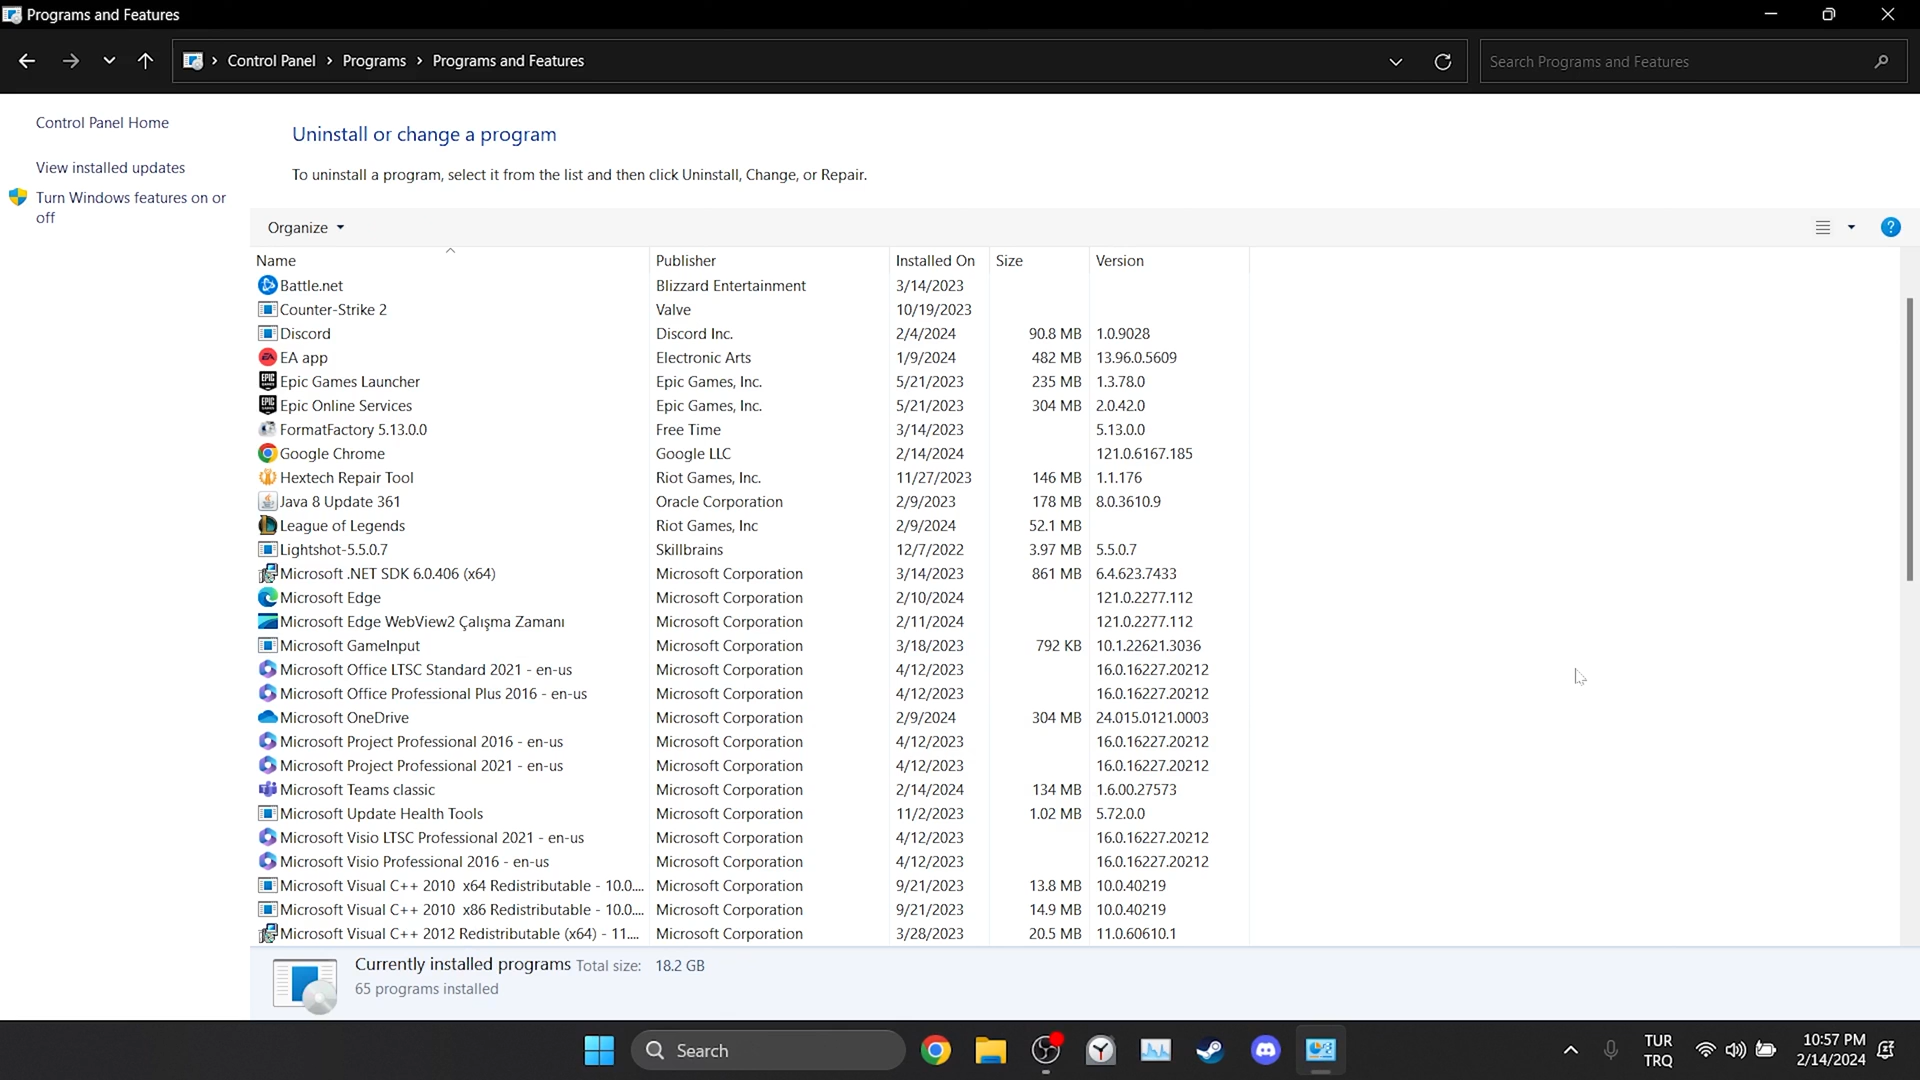 Programs and Features
Control Panel > Programs > Programs and Features
Search Programs and Features
Control Panel Home
View installed updates
Turn Windows features on or
off
Uninstall or change a program
To uninstall a program, select it from the list and then click Uninstall, Change, or Repair.
Organize
Name Publisher Installed On Size Version
Battle.net Blizzard Entertainment 3/14/2023
Counter-Strike 2 Valve 10/19/2023
Discord Discord Inc. 2/4/2024 90.8 MB 1.0.9028
EA app Electronic Arts 1/9/2024 482 MB 13.96.0.5609
Epic Games Launcher Epic Games, Inc. 5/21/2023 235 MB 1.3.78.0
Epic Online Services Epic Games, Inc. 5/21/2023 304 MB 2.0.42.0
FormatFactory 5.13.0.0 Free Time 3/14/2023 5.13.0.0
Google Chrome Google LLC 2/14/2024 121.0.6167.185
Hextech Repair Tool Riot Games, Inc. 11/27/2023 146 MB 1.1.176
Java 8 Update 361 Oracle Corporation 2/9/2023 178 MB 8.0.3610.9
League of Legends Riot Games, Inc 2/9/2024 52.1 MB
Lightshot-5.5.0.7 Skillbrains 12/7/2022 3.97 MB 5.5.0.7
Microsoft .NET SDK 6.0.406 (x64) Microsoft Corporation 3/14/2023 861 MB 6.4.623.7433
Microsoft Edge Microsoft Corporation 2/10/2024 121.0.2277.112
Microsoft Edge WebView2 Çalışma Zamanı Microsoft Corporation 2/11/2024 121.0.2277.112
Microsoft GameInput Microsoft Corporation 3/18/2023 792 KB 10.1.22621.3036
Microsoft Office LTSC Standard 2021 - en-us Microsoft Corporation 4/12/2023 16.0.16227.20212
Microsoft Office Professional Plus 2016 - en-us Microsoft Corporation 4/12/2023 16.0.16227.20212
Microsoft OneDrive Microsoft Corporation 2/9/2024 304 MB 24.015.0121.0003
Microsoft Project Professional 2016 - en-us Microsoft Corporation 4/12/2023 16.0.16227.20212
Microsoft Project Professional 2021 - en-us Microsoft Corporation 4/12/2023 16.0.16227.20212
Microsoft Teams classic Microsoft Corporation 2/14/2024 134 MB 1.6.00.27573
Microsoft Update Health Tools Microsoft Corporation 11/2/2023 1.02 MB 5.72.0.0
Microsoft Visio LTSC Professional 2021 - en-us Microsoft Corporation 4/12/2023 16.0.16227.20212
Microsoft Visio Professional 2016 - en-us Microsoft Corporation 4/12/2023 16.0.16227.20212
Microsoft Visual C++ 2010 x64 Redistributable - 10.0.... Microsoft Corporation 9/21/2023 13.8 MB 10.0.40219
Microsoft Visual C++ 2010 x86 Redistributable - 10.0.... Microsoft Corporation 9/21/2023 14.9 MB 10.0.40219
Microsoft Visual C++ 2012 Redistributable (x64) - 11.... Microsoft Corporation 3/28/2023 20.5 MB 11.0.60610.1
Currently installed programs Total size: 18.2 GB
65 programs installed
Search
TUR
TRQ
10:57 PM
2/14/2024